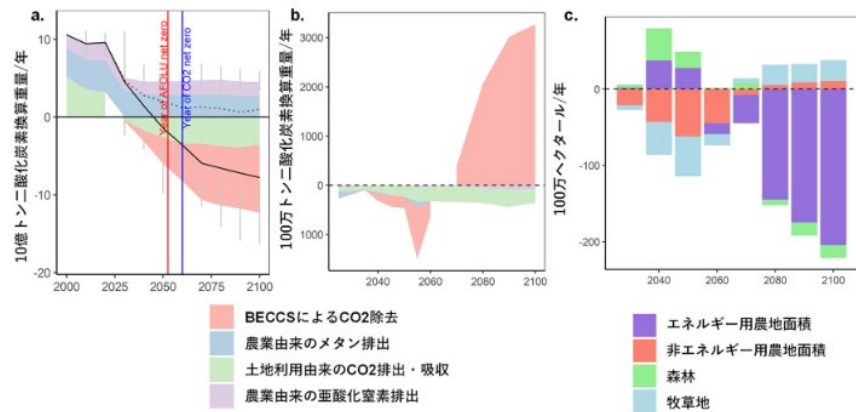 a.
10億トン二酸化炭素換算重量/年
10
0
-10
-20
2000
2025
2050
2075
2100
Year of AFOLU net zero
Year of CO2 net zero
b.
100万トン二酸化炭素換算重量/年
3000
2000
1000
0
1000
2040
2060
2080
2100
c.
100万ヘクタール/年
0
-100
-200
2040
2060
2080
2100
BECCSによるCO2除去
農業由来のメタン排出
土地利用由来のCO2排出・吸収
農業由来の亜酸化窒素排出
エネルギー用農地面積
非エネルギー用農地面積
森林
牧草地